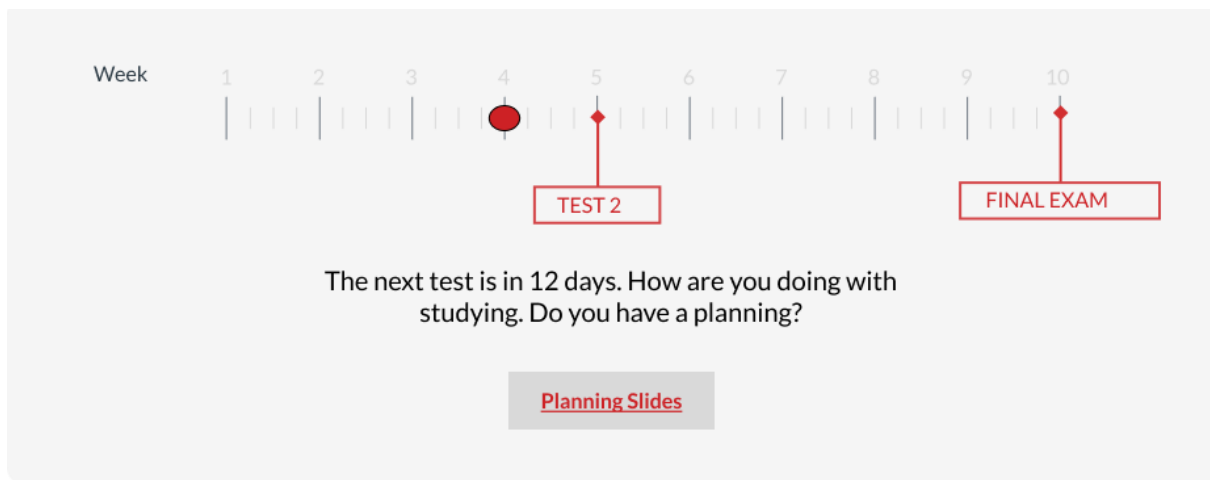 Week 1 2 3 4 5 6 7 8 9 10
TEST 2
FINAL EXAM
The next test is in 12 days. How are you doing with
studying. Do you have a planning?
Planning Slides